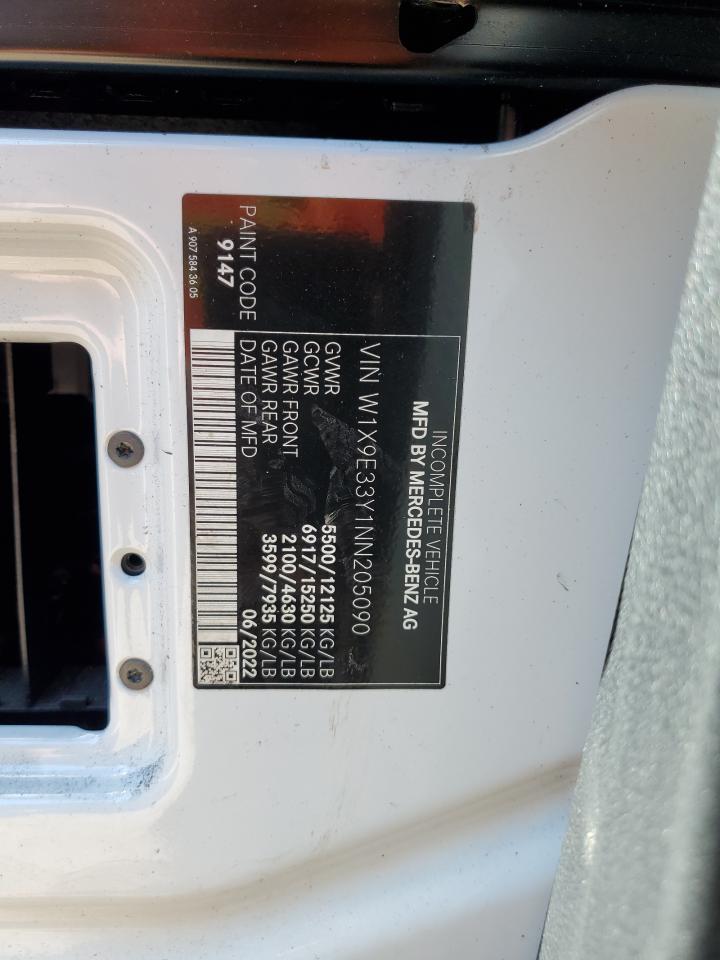 INCOMPLETE VEHICLE
MFD BY MERCEDES-BENZ AG
VIN W1X9E33Y1NN205090
GVWR 5500/12125 KG/LB
GCWR 6917/15250 KG/LB
GAWR FRONT 2100/4630 KG/LB
GAWR REAR 3599/7935 KG/LB
DATE OF MFD 06/2022
PAINT CODE
9147
A 907 584 36 05